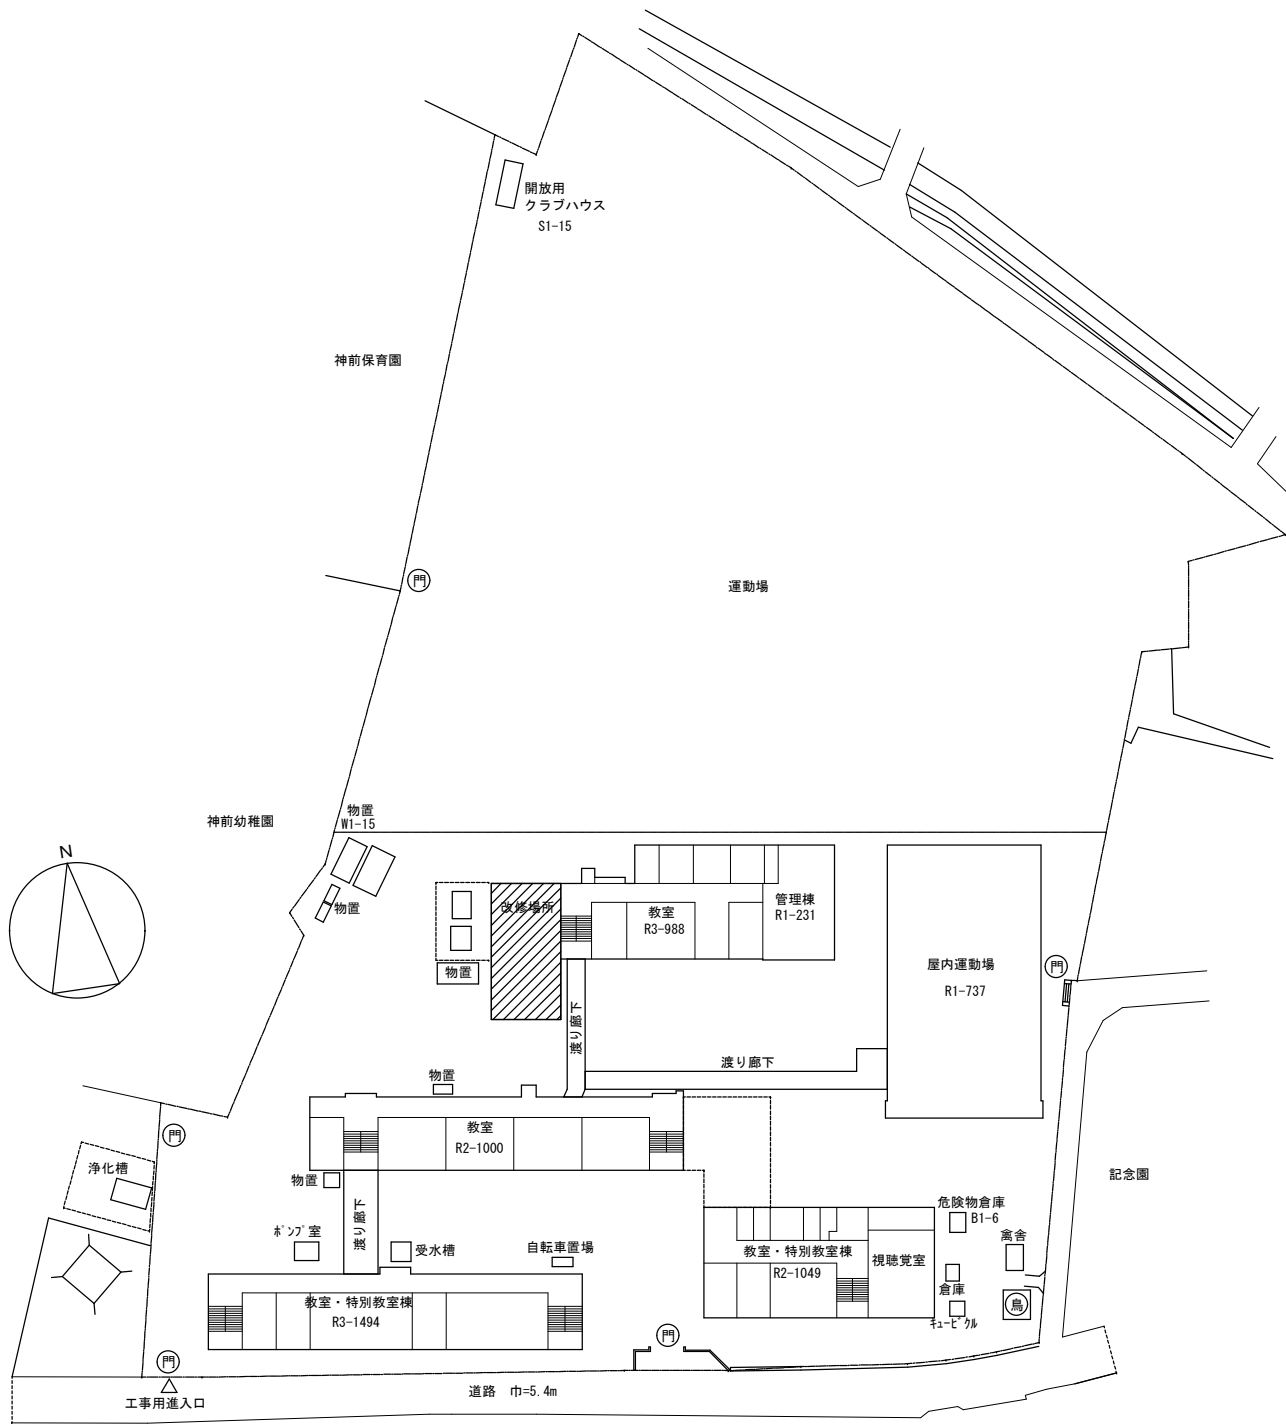 開放用
クラブハウス
S1-15
神前保育園
門
運動場
物置
W1-15
神前幼稚園
N
物置
改修場所
教室
R3-988
管理棟
R1-231
物置
屋内運動場
R1-737
門
渡り廊下
渡り廊下
物置
教室
R2-1000
門
浄化槽
物置
渡り廊下
ﾎﾟﾝﾌﾟ室
受水槽
自転車置場
教室・特別教室棟
R2-1049
視聴覚室
危険物倉庫
B1-6
禽舎
記念園
倉庫
鳥
ｷｭｰﾋﾞｸﾙ
教室・特別教室棟
R3-1494
門
門
工事用進入口
道路 巾=5.4m